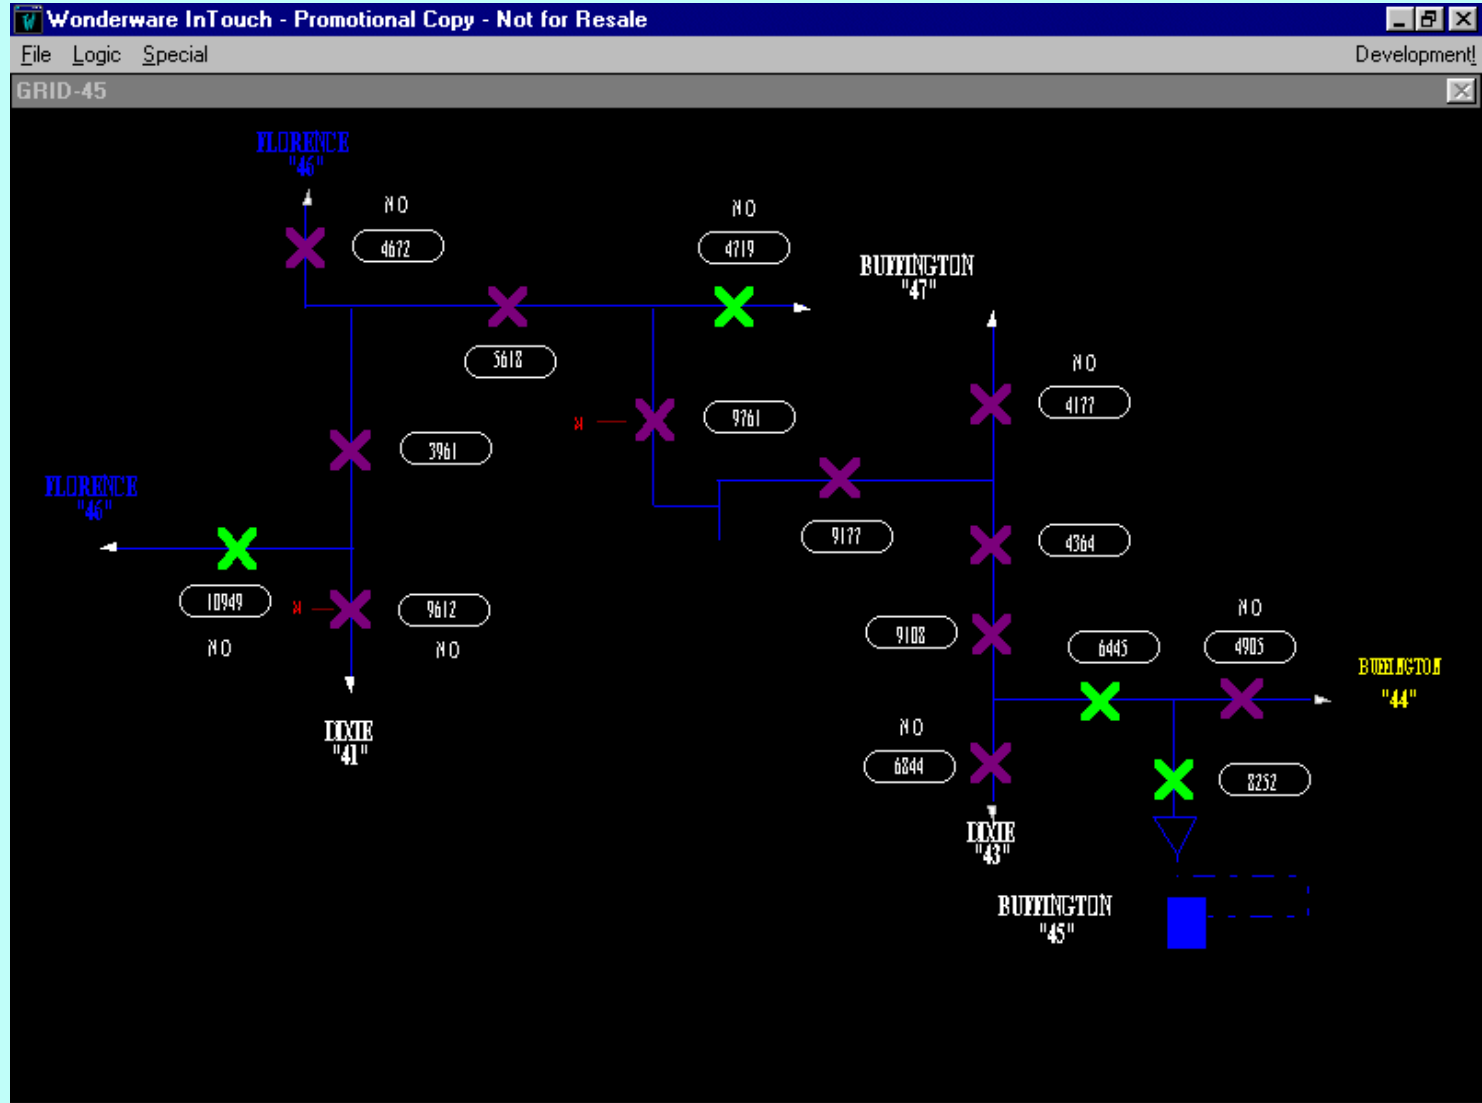 Wonderware InTouch - Promotional Copy - Not for Resale
File Logic Special Development!
GRID-45
FLORENCE
"46"
NO
4672
NO
4719
BUFFINGTON
"47"
5618
NO
4177
9761
3961
FLORENCE
"46"
9177
4364
10949
NO
9612
NO
9108
6445
NO
4905
BUFFINGTON
"44"
DIXIE
"41"
NO
6844
8252
DIXIE
"43"
BUFFINGTON
"45"